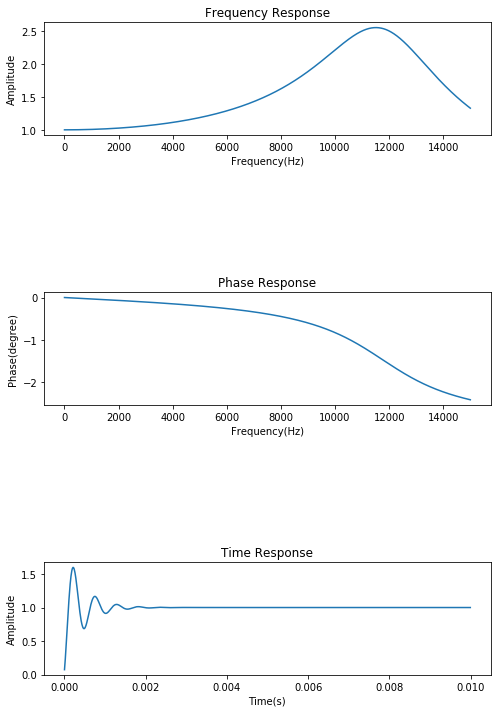 Frequency Response
2.5
2.0
1.5
1.0
Amplitude
0 2000 4000 6000 8000 10000 12000 14000
Frequency(Hz)
Phase Response
0
−1
−2
Phase(degree)
0 2000 4000 6000 8000 10000 12000 14000
Frequency(Hz)
Time Response
1.5
1.0
0.5
0.0
Amplitude
0.000 0.002 0.004 0.006 0.008 0.010
Time(s)